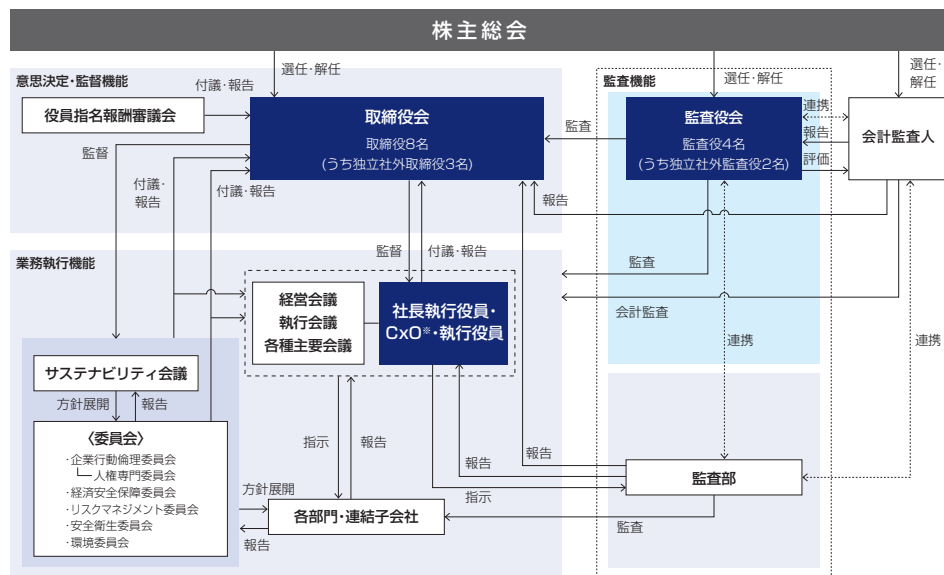 株主総会
意思決定・監督機能
選任・解任
付議・報告
役員指名報酬審議会
取締役会
取締役8名
(うち独立社外取締役3名)
監督
付議・
報告
付議・報告
監査
監査機能
選任・解任
監査役会
監査役4名
(うち独立社外監査役2名)
連携
報告
評価
選任・
解任
会計監査人
報告
監督
付議・報告
監査
会計監査
連携
連携
業務執行機能
経営会議
執行会議
各種主要会議
社長執行役員・
CxO※・執行役員
サステナビリティ会議
方針展開
報告
〈委員会〉
・企業行動倫理委員会
人権専門委員会
・経済安全保障委員会
・リスクマネジメント委員会
・安全衛生委員会
・環境委員会
指示
報告
報告
報告
指示
監査部
方針展開
報告
各部門・連結子会社
監査